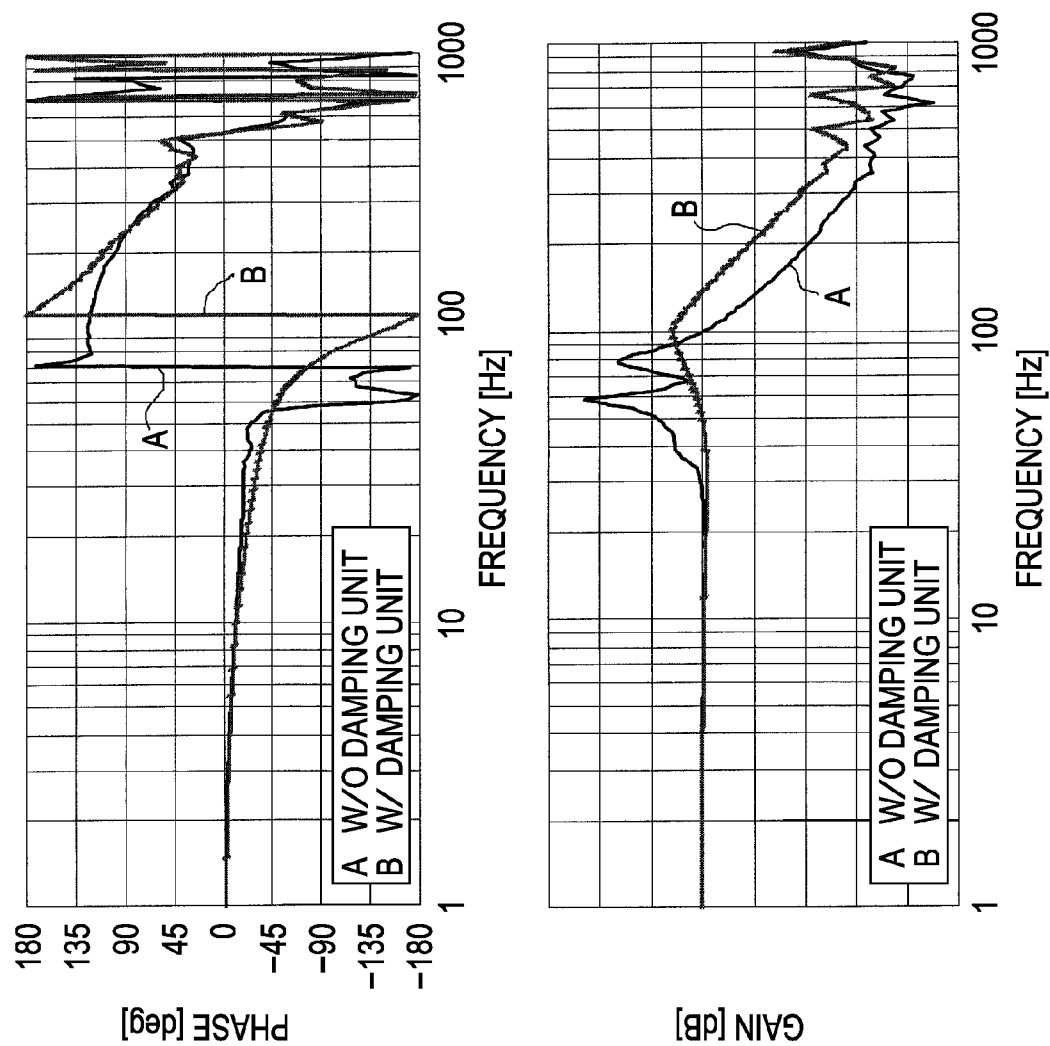 PHASE [deg]
180
135
90
45
0
−45
−90
−135
−180
A W/O DAMPING UNIT
B W/ DAMPING UNIT
A
B
1
10
100
1000
FREQUENCY [Hz]
GAIN [dB]
A W/O DAMPING UNIT
B W/ DAMPING UNIT
B
A
1
10
100
1000
FREQUENCY [Hz]